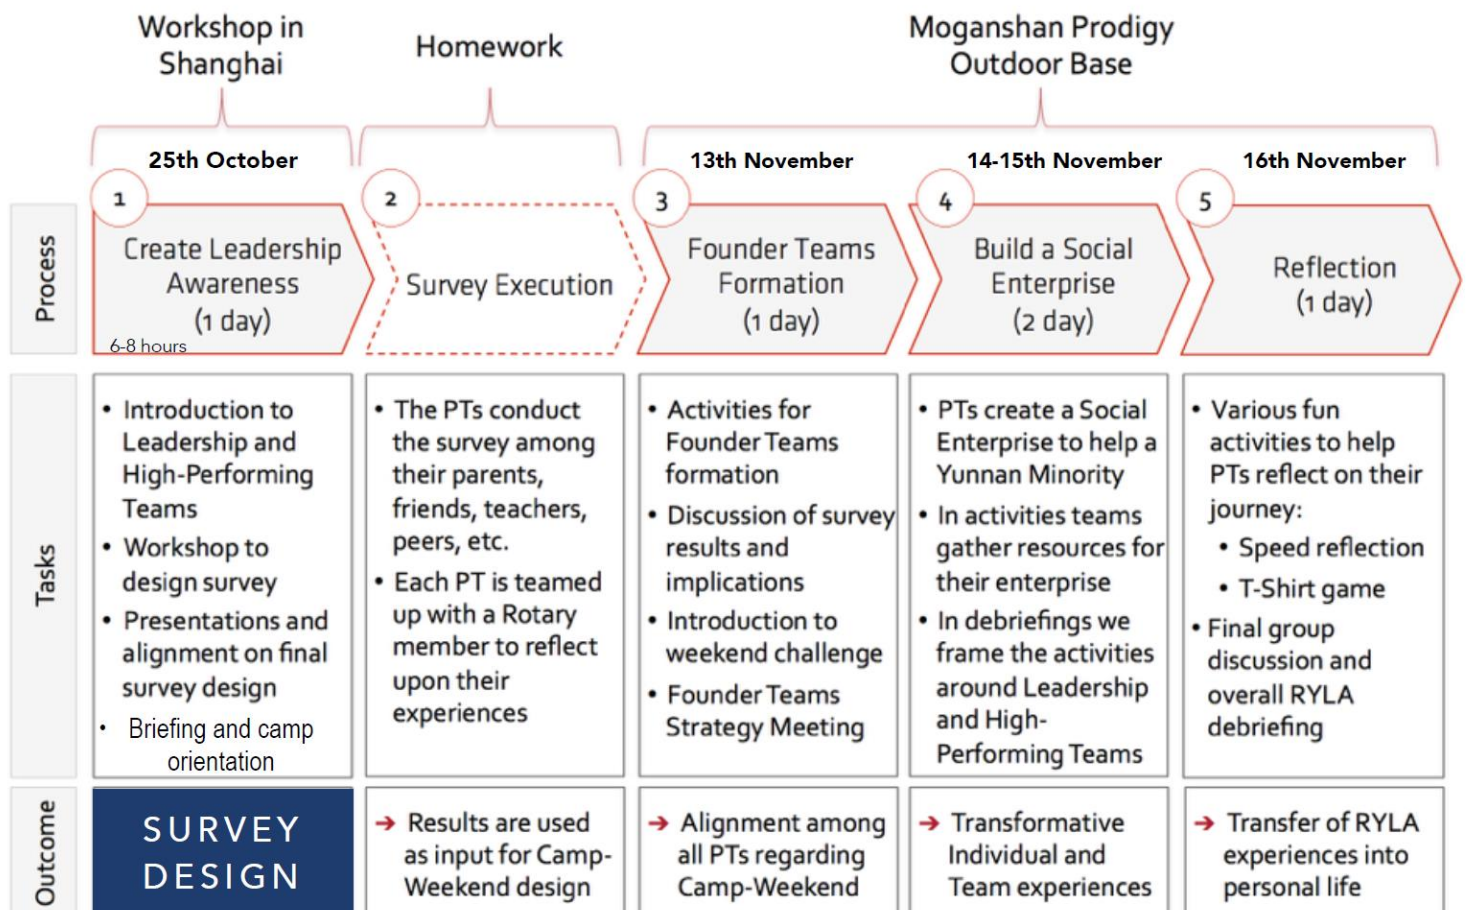 Workshop in
Shanghai
Homework
Moganshan Prodigy
Outdoor Base
25th October
13th November
14-15th November
16th November
Process
1
Create Leadership
Awareness
(1 day)
6-8 hours
2
Survey Execution
3
Founder Teams
Formation
(1 day)
4
Build a Social
Enterprise
(2 day)
5
Reflection
(1 day)
Tasks
• Introduction to
Leadership and
High-Performing
Teams
• Workshop to
design survey
• Presentations and
alignment on final
survey design
• Briefing and camp
orientation
• The PTs conduct
the survey among
their parents,
friends, teachers,
peers, etc.
• Each PT is teamed
up with a Rotary
member to reflect
upon their
experiences
• Activities for
Founder Teams
formation
• Discussion of survey
results and
implications
• Introduction to
weekend challenge
• Founder Teams
Strategy Meeting
• PTs create a Social
Enterprise to help a
Yunnan Minority
• In activities teams
gather resources for
their enterprise
• In debriefings we
frame the activities
around Leadership
and High-
Performing Teams
• Various fun
activities to help
PTs reflect on their
journey:
• Speed reflection
• T-Shirt game
• Final group
discussion and
overall RYLA
debriefing
Outcome
SURVEY
DESIGN
➔ Results are used
as input for Camp-
Weekend design
➔ Alignment among
all PTs regarding
Camp-Weekend
➔ Transformative
Individual and
Team experiences
➔ Transfer of RYLA
experiences into
personal life